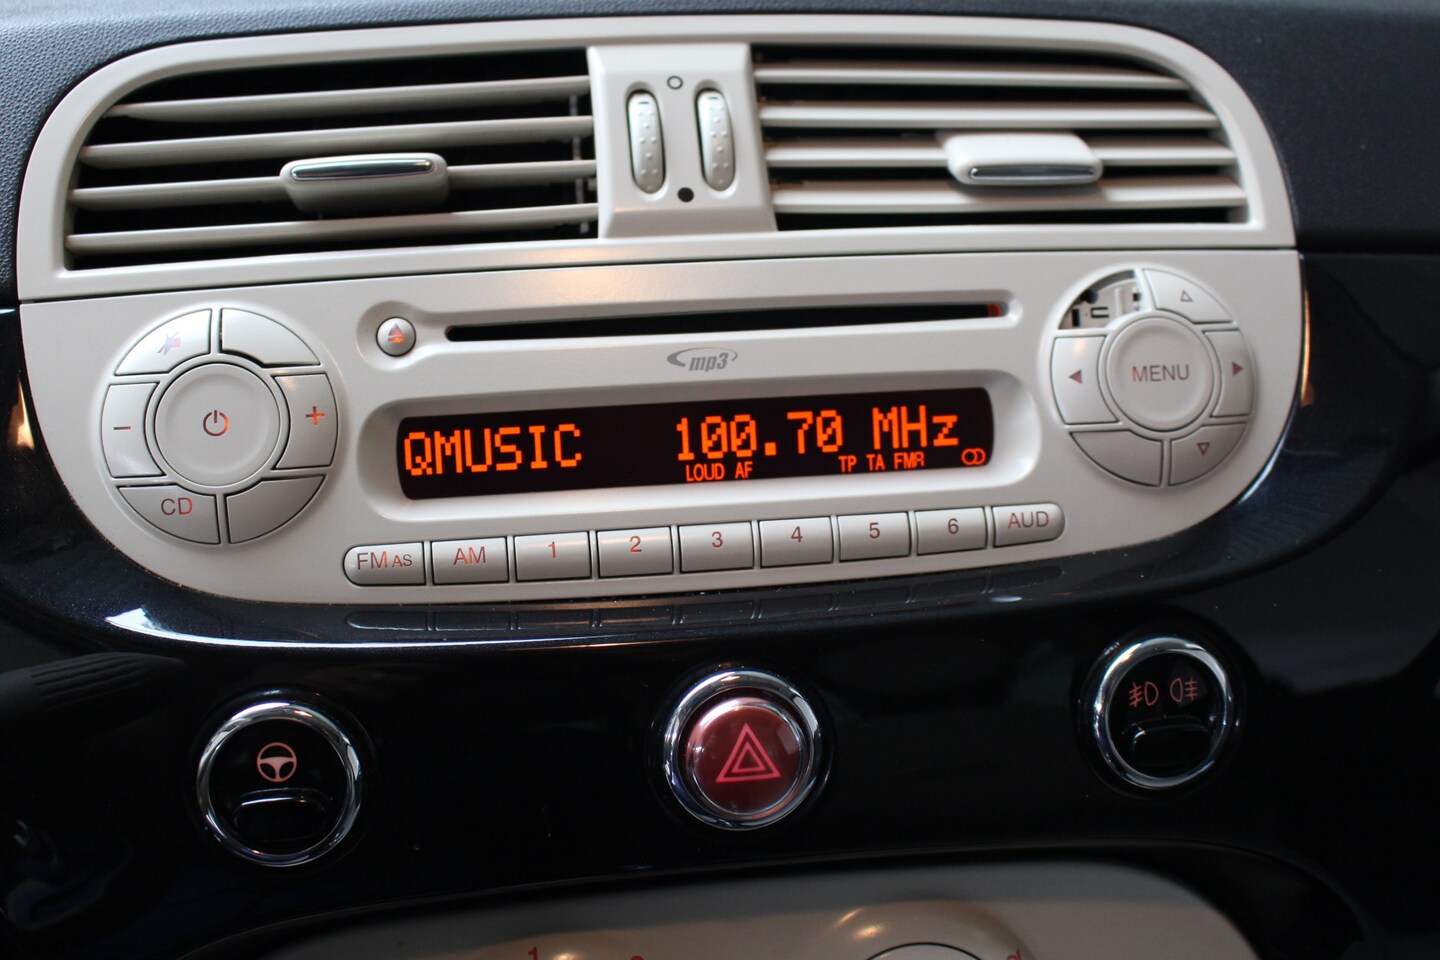 mp3
QMUSIC 100.70 MHz
LOUD AF TP TA FMR
MENU
CD
FM AS AM 1 2 3 4 5 6 AUD
1